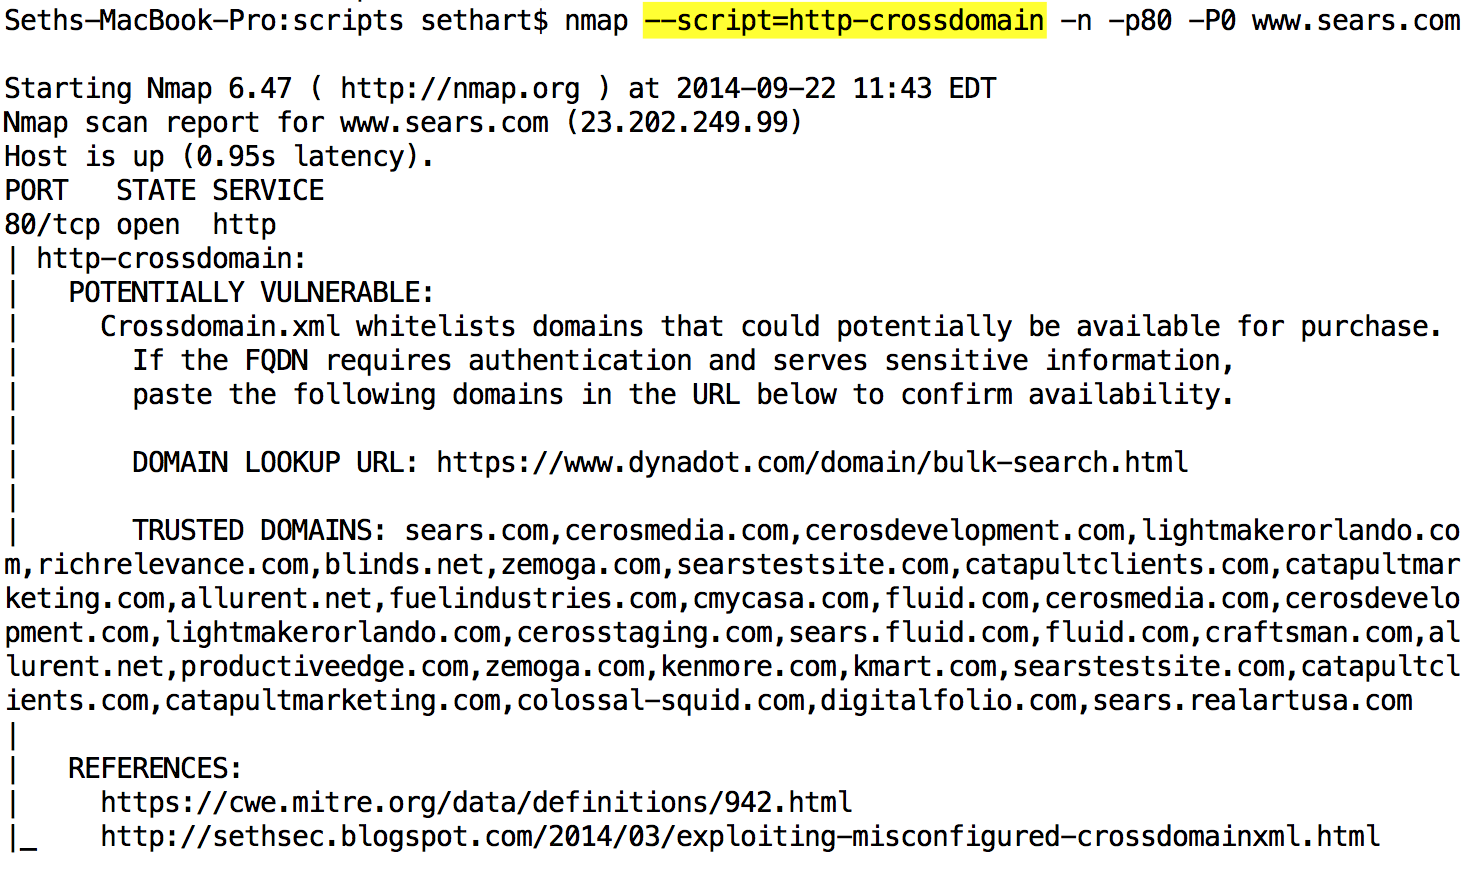 Seths-MacBook-Pro:scripts sethart$ nmap --script=http-crossdomain -n -p80 -P0 www.sears.com
Starting Nmap 6.47 ( http://nmap.org ) at 2014-09-22 11:43 EDT
Nmap scan report for www.sears.com (23.202.249.99)
Host is up (0.95s latency).
PORT   STATE SERVICE
80/tcp open  http
| http-crossdomain:
|   POTENTIALLY VULNERABLE:
|     Crossdomain.xml whitelists domains that could potentially be available for purchase.
|       If the FQDN requires authentication and serves sensitive information,
|       paste the following domains in the URL below to confirm availability.
|
|       DOMAIN LOOKUP URL: https://www.dynadot.com/domain/bulk-search.html
|
|       TRUSTED DOMAINS: sears.com,cerosmedia.com,cerosdevelopment.com,lightmakerorlando.co
m,richrelevance.com,blinds.net,zemoga.com,searstestsite.com,catapultclients.com,catapultmar
keting.com,allurent.net,fuelindustries.com,cmycasa.com,fluid.com,cerosmedia.com,cerosdevelo
pment.com,lightmakerorlando.com,cerosstaging.com,sears.fluid.com,fluid.com,craftsman.com,al
lurent.net,productiveedge.com,zemoga.com,kenmore.com,kmart.com,searstestsite.com,catapultcl
ients.com,catapultmarketing.com,colossal-squid.com,digitalfolio.com,sears.realartusa.com
|
|   REFERENCES:
|     https://cwe.mitre.org/data/definitions/942.html
|_    http://sethsec.blogspot.com/2014/03/exploiting-misconfigured-crossdomainxml.html